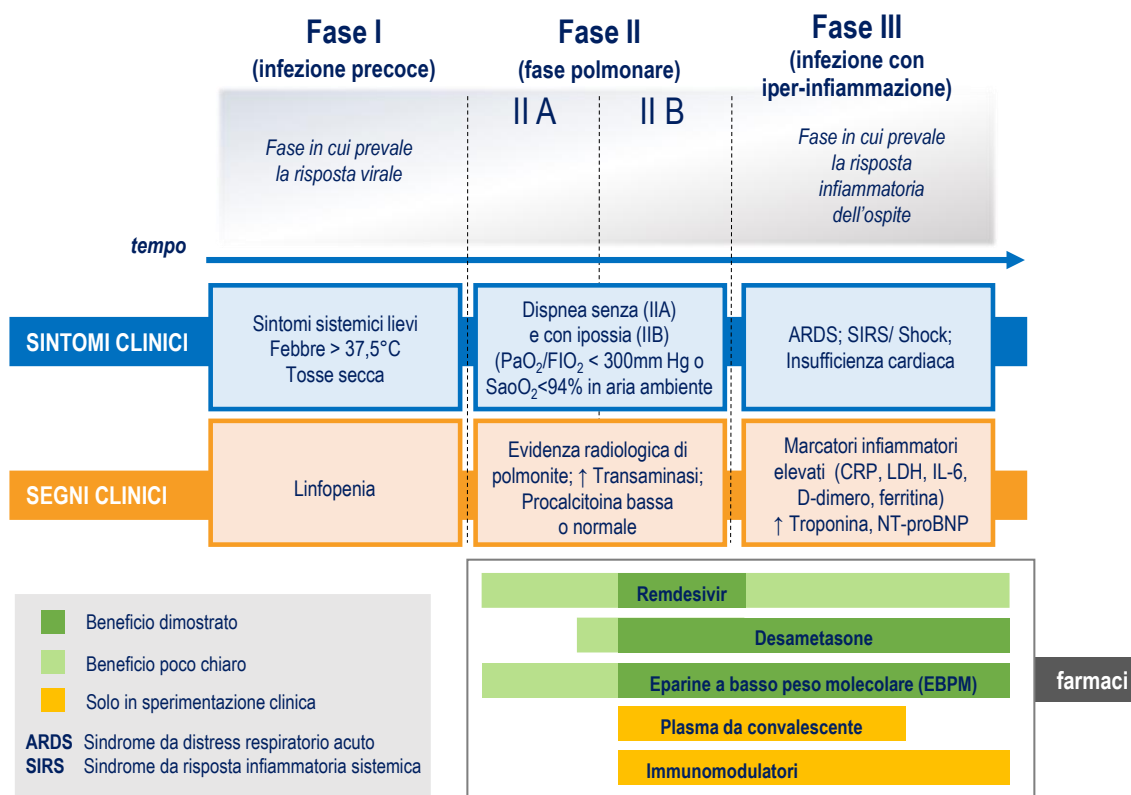 Fase I
(infezione precoce)
Fase II
(fase polmonare)
Fase III
(infezione con
iper-infiammazione)
II A
II B
Fase in cui prevale
la risposta virale
Fase in cui prevale
la risposta
infiammatoria
dell'ospite
tempo
SINTOMI CLINICI
Sintomi sistemici lievi
Febbre > 37,5°C
Tosse secca
Dispnea senza (IIA)
e con ipossia (IIB)
(PaO₂/FIO₂ < 300mm Hg o
SaoO₂<94% in aria ambiente
ARDS; SIRS/ Shock;
Insufficienza cardiaca
SEGNI CLINICI
Linfopenia
Evidenza radiologica di
polmonite; ↑ Transaminasi;
Procalcitoina bassa
o normale
Marcatori infiammatori
elevati (CRP, LDH, IL-6,
D-dimero, ferritina)
↑ Troponina, NT-proBNP
Beneficio dimostrato
Beneficio poco chiaro
Solo in sperimentazione clinica
ARDS Sindrome da distress respiratorio acuto
SIRS Sindrome da risposta infiammatoria sistemica
Remdesivir
Desametasone
Eparine a basso peso molecolare (EBPM)
Plasma da convalescente
Immunomodulatori
farmaci